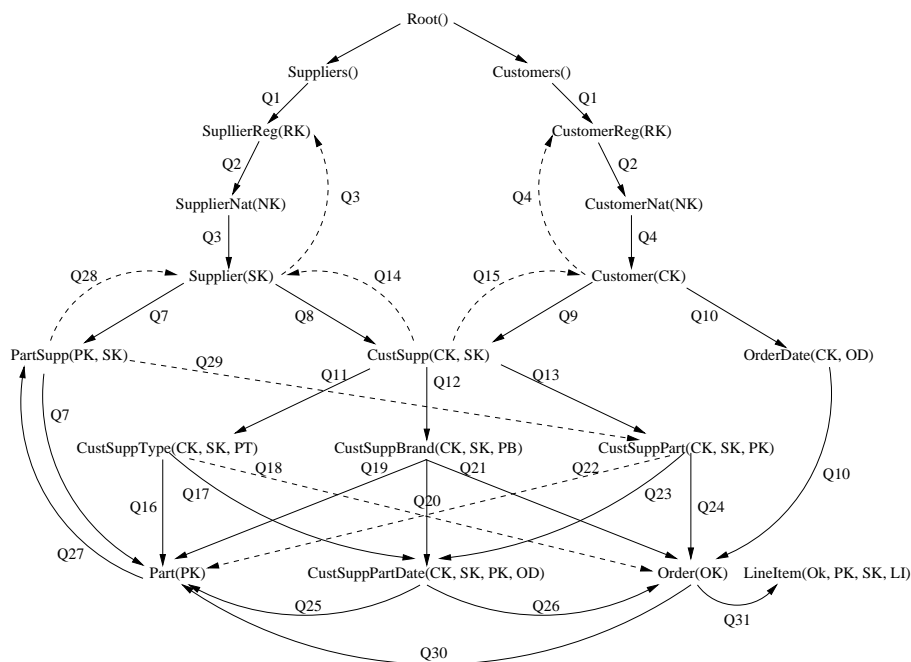 Root()
Suppliers() Customers()
Q1 Q1
SupllierReg(RK) CustomerReg(RK)
Q2 Q2
Q3 Q4
SupplierNat(NK) CustomerNat(NK)
Q3 Q4
Q28 Supplier(SK) Q14 Q15 Customer(CK)
Q7 Q8 Q9 Q10
PartSupp(PK, SK) Q29 CustSupp(CK, SK) OrderDate(CK, OD)
Q11 Q12 Q13
Q7
CustSuppType(CK, SK, PT) CustSuppBrand(CK, SK, PB) CustSuppPart(CK, SK, PK)
Q18 Q19 Q21 Q22
Q16 Q17 Q20 Q23 Q24 Q10
Q27
Part(PK) CustSuppPartDate(CK, SK, PK, OD) Order(OK) LineItem(Ok, PK, SK, LI)
Q25 Q26 Q31
Q30